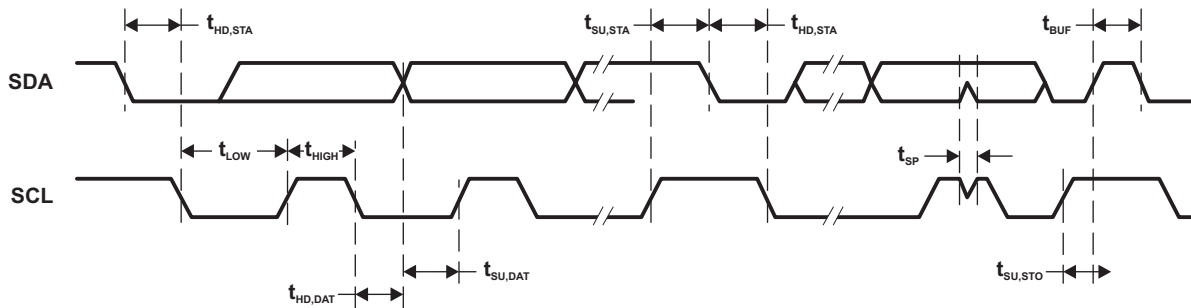 tHD,STA
tSU,STA
tHD,STA
tBUF
SDA
tLOW
tHIGH
tSP
SCL
tSU,DAT
tSU,STO
tHD,DAT